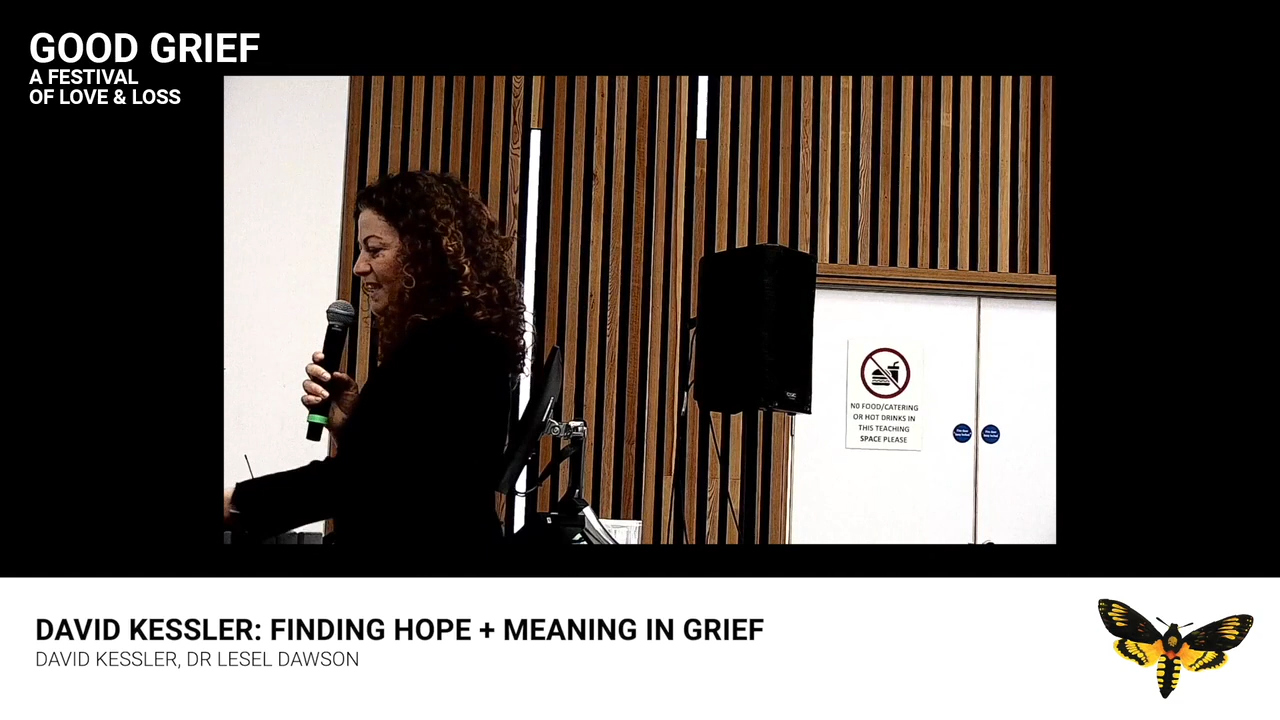 GOOD GRIEF
A FESTIVAL
OF LOVE & LOSS
NO FOOD/CATERING
OR HOT DRINKS IN
THIS TEACHING
SPACE PLEASE
DAVID KESSLER: FINDING HOPE + MEANING IN GRIEF
DAVID KESSLER, DR LESEL DAWSON